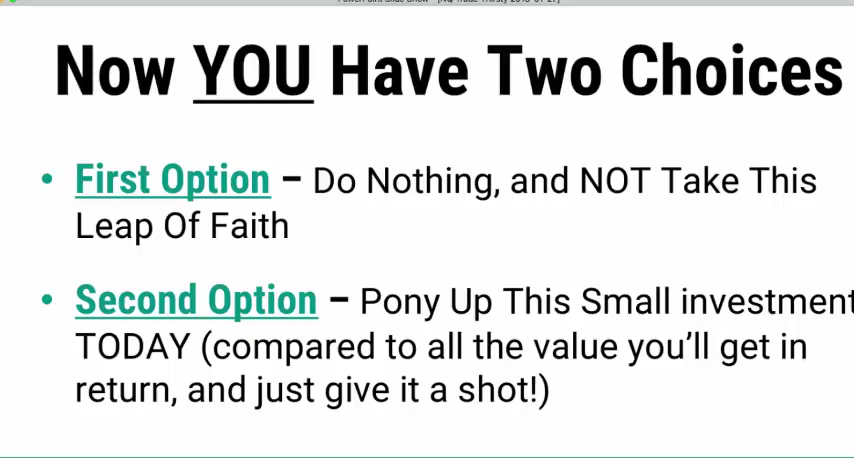 Now YOU Have Two Choices
• First Option – Do Nothing, and NOT Take This
Leap Of Faith
• Second Option – Pony Up This Small investment
TODAY (compared to all the value you’ll get in
return, and just give it a shot!)